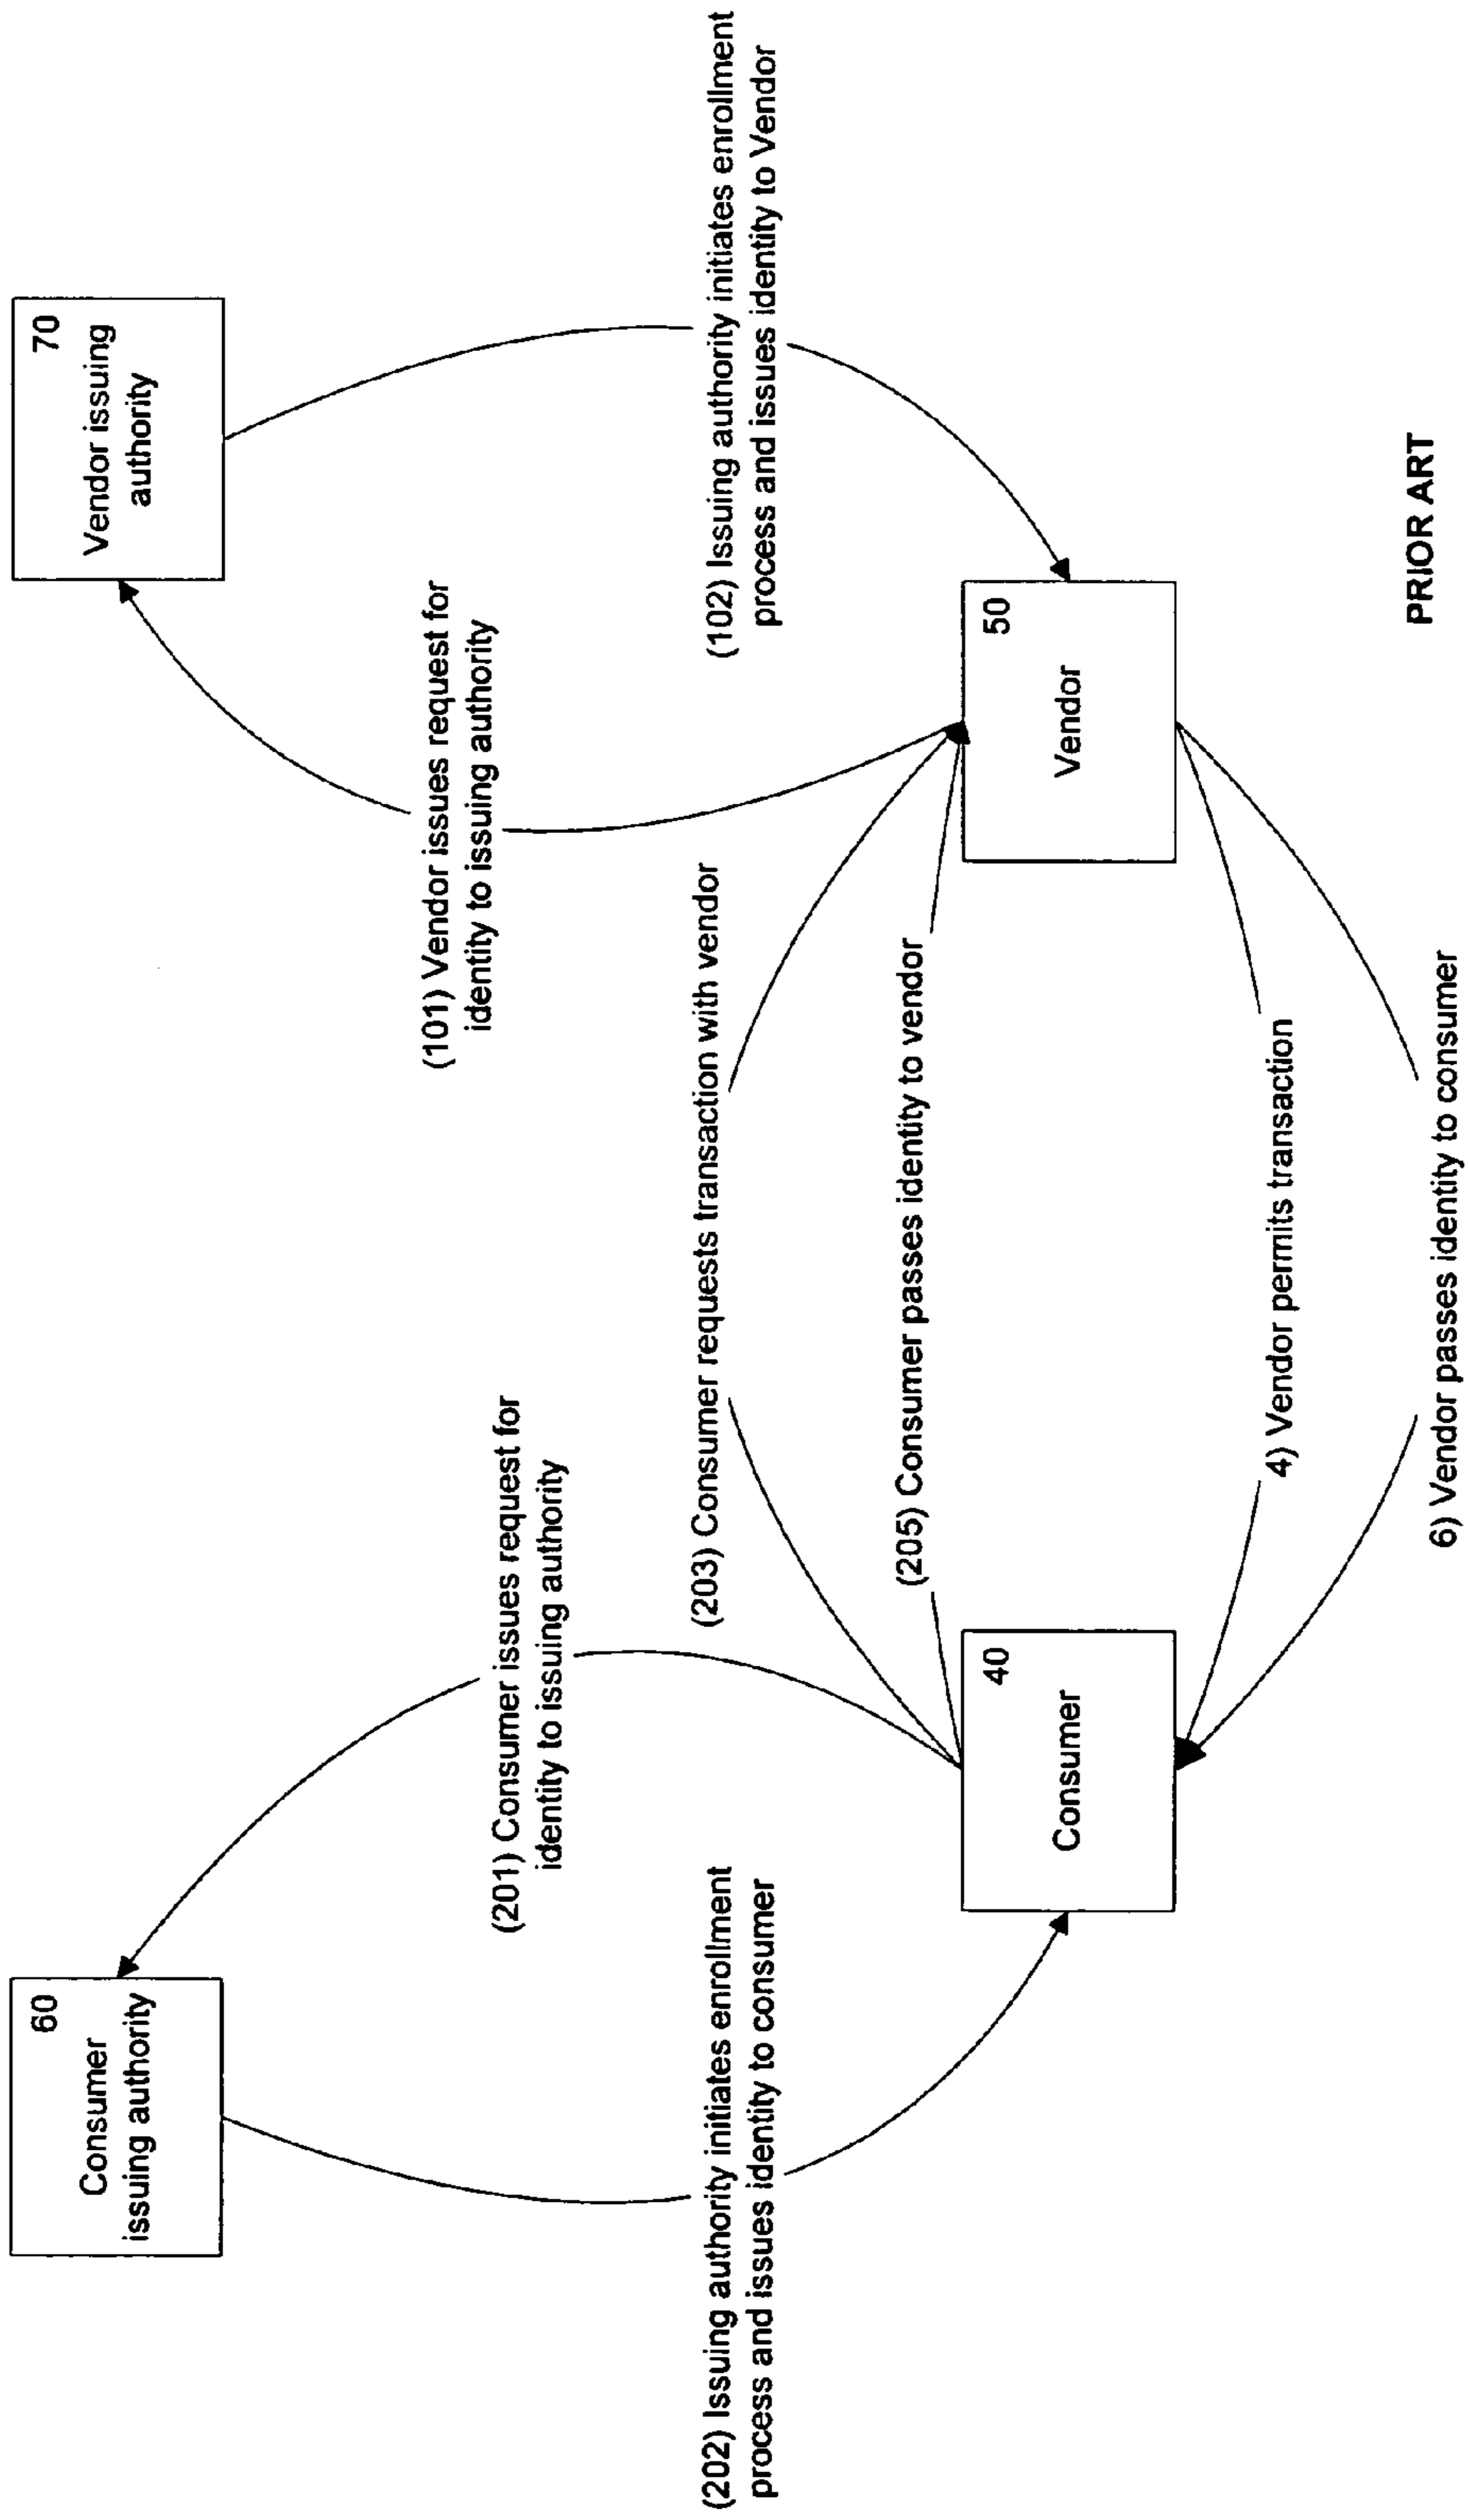 60
Consumer
issuing authority
70
Vendor issuing
authority
(101) Vendor issues request for
identity to issuing authority
(201) Consumer issues request for
identity to issuing authority
(202) Issuing authority initiates enrollment
process and issues identity to consumer
(203) Consumer requests transaction with vendor
(102) Issuing authority initiates enrollment
process and issues identity to Vendor
(205) Consumer passes identity to vendor
40
Consumer
50
Vendor
4) Vendor permits transaction
6) Vendor passes identity to consumer
PRIOR ART